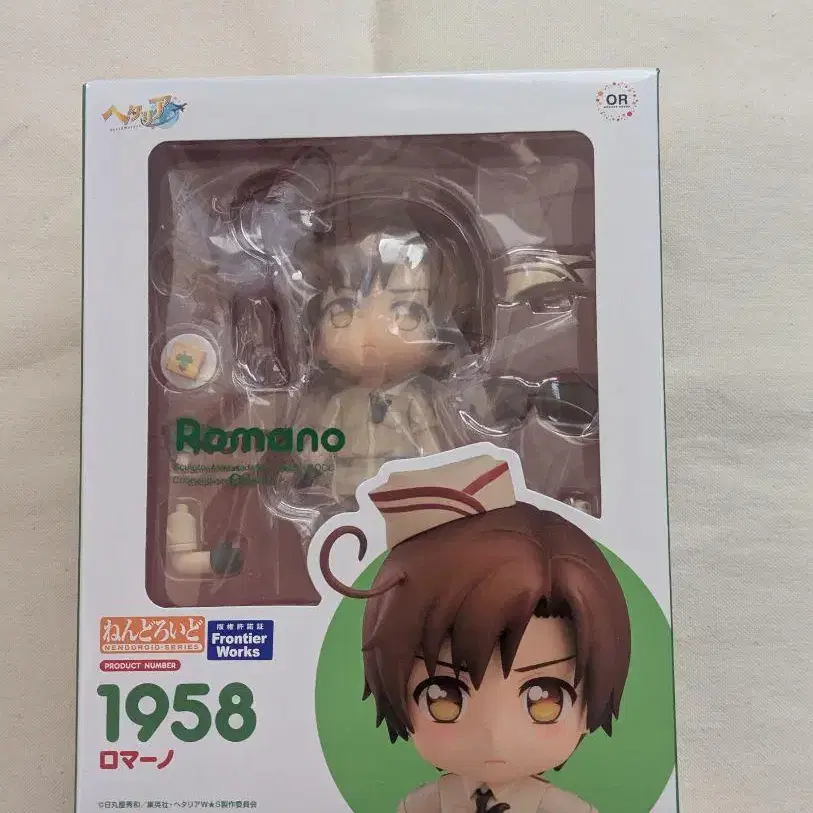 ヘタリア
OR
Romano
ねんどろいど
NENDOROID・SERIES
版権許諾証
Frontier
Works
PRODUCT NUMBER
1958
ロマーノ
©日丸屋秀和／集英社・ヘタリアW★S製作委員会